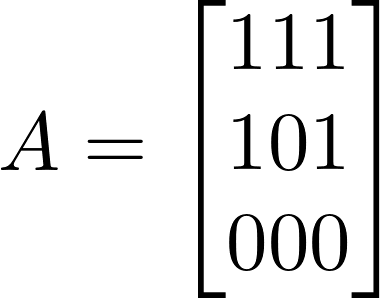 A = [111
101
000]